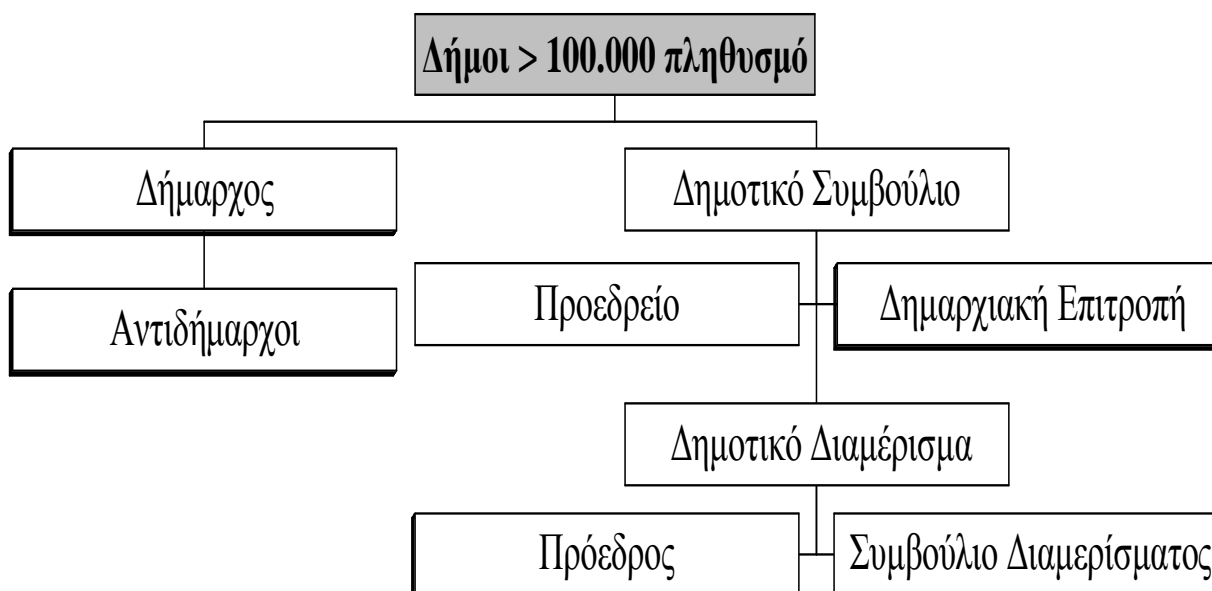 Δήμοι > 100.000 πληθυσμό
Δήμαρχος
Δημοτικό Συμβούλιο
Αντιδήμαρχοι
Προεδρείο
Δημαρχιακή Επιτροπή
Δημοτικό Διαμέρισμα
Πρόεδρος
Συμβούλιο Διαμερίσματος